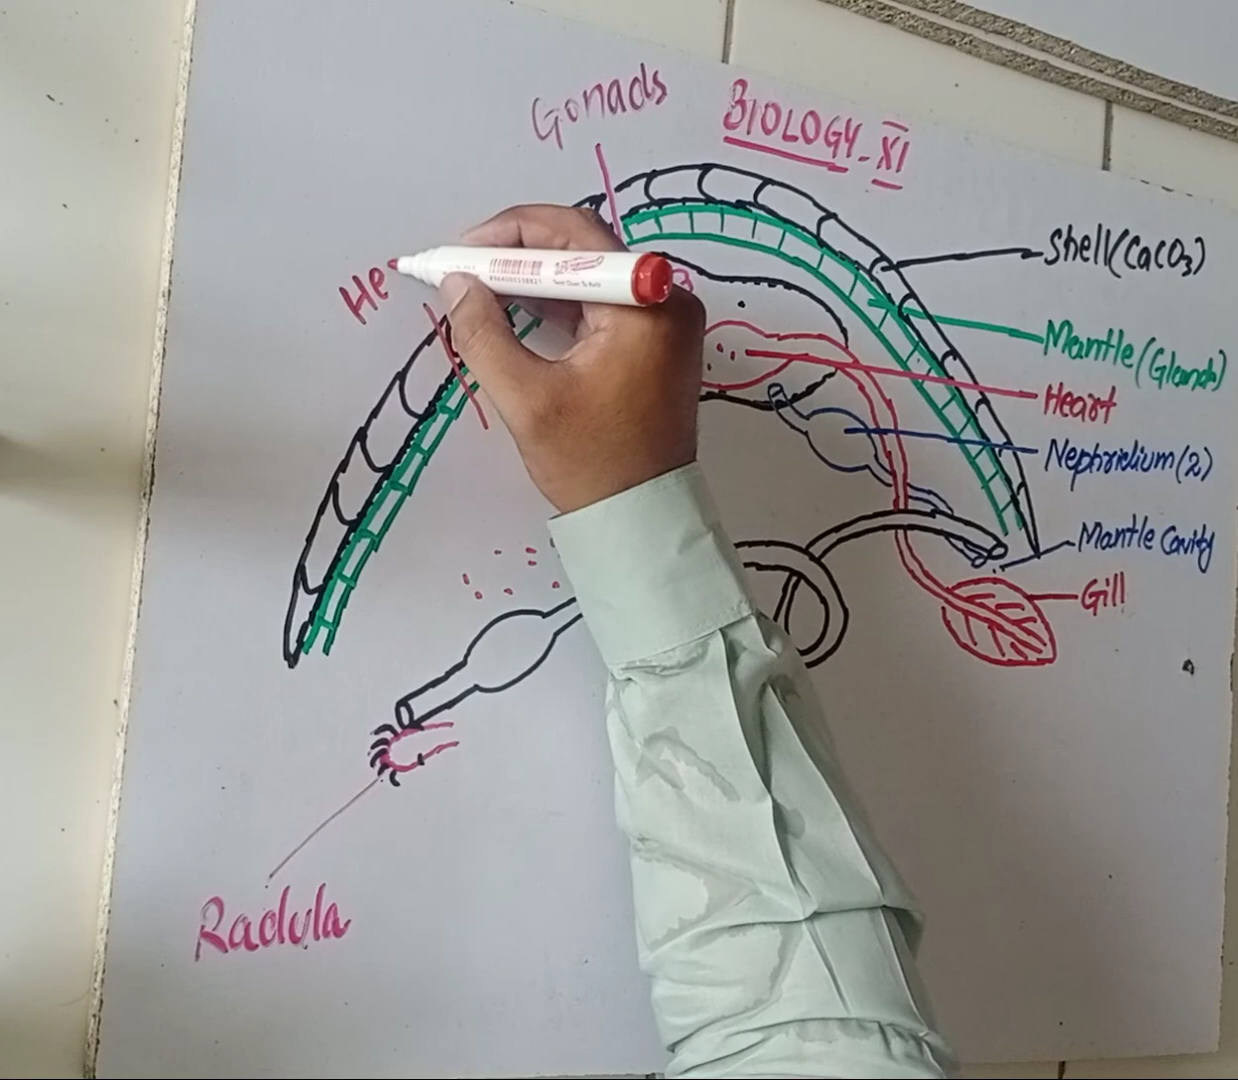 Gonads
BIOLOGY-XI
Shell(CaCO3)
He
Mantle(Glands)
Heart
Nephridium(2)
Mantle Cavity
Gill
Radula